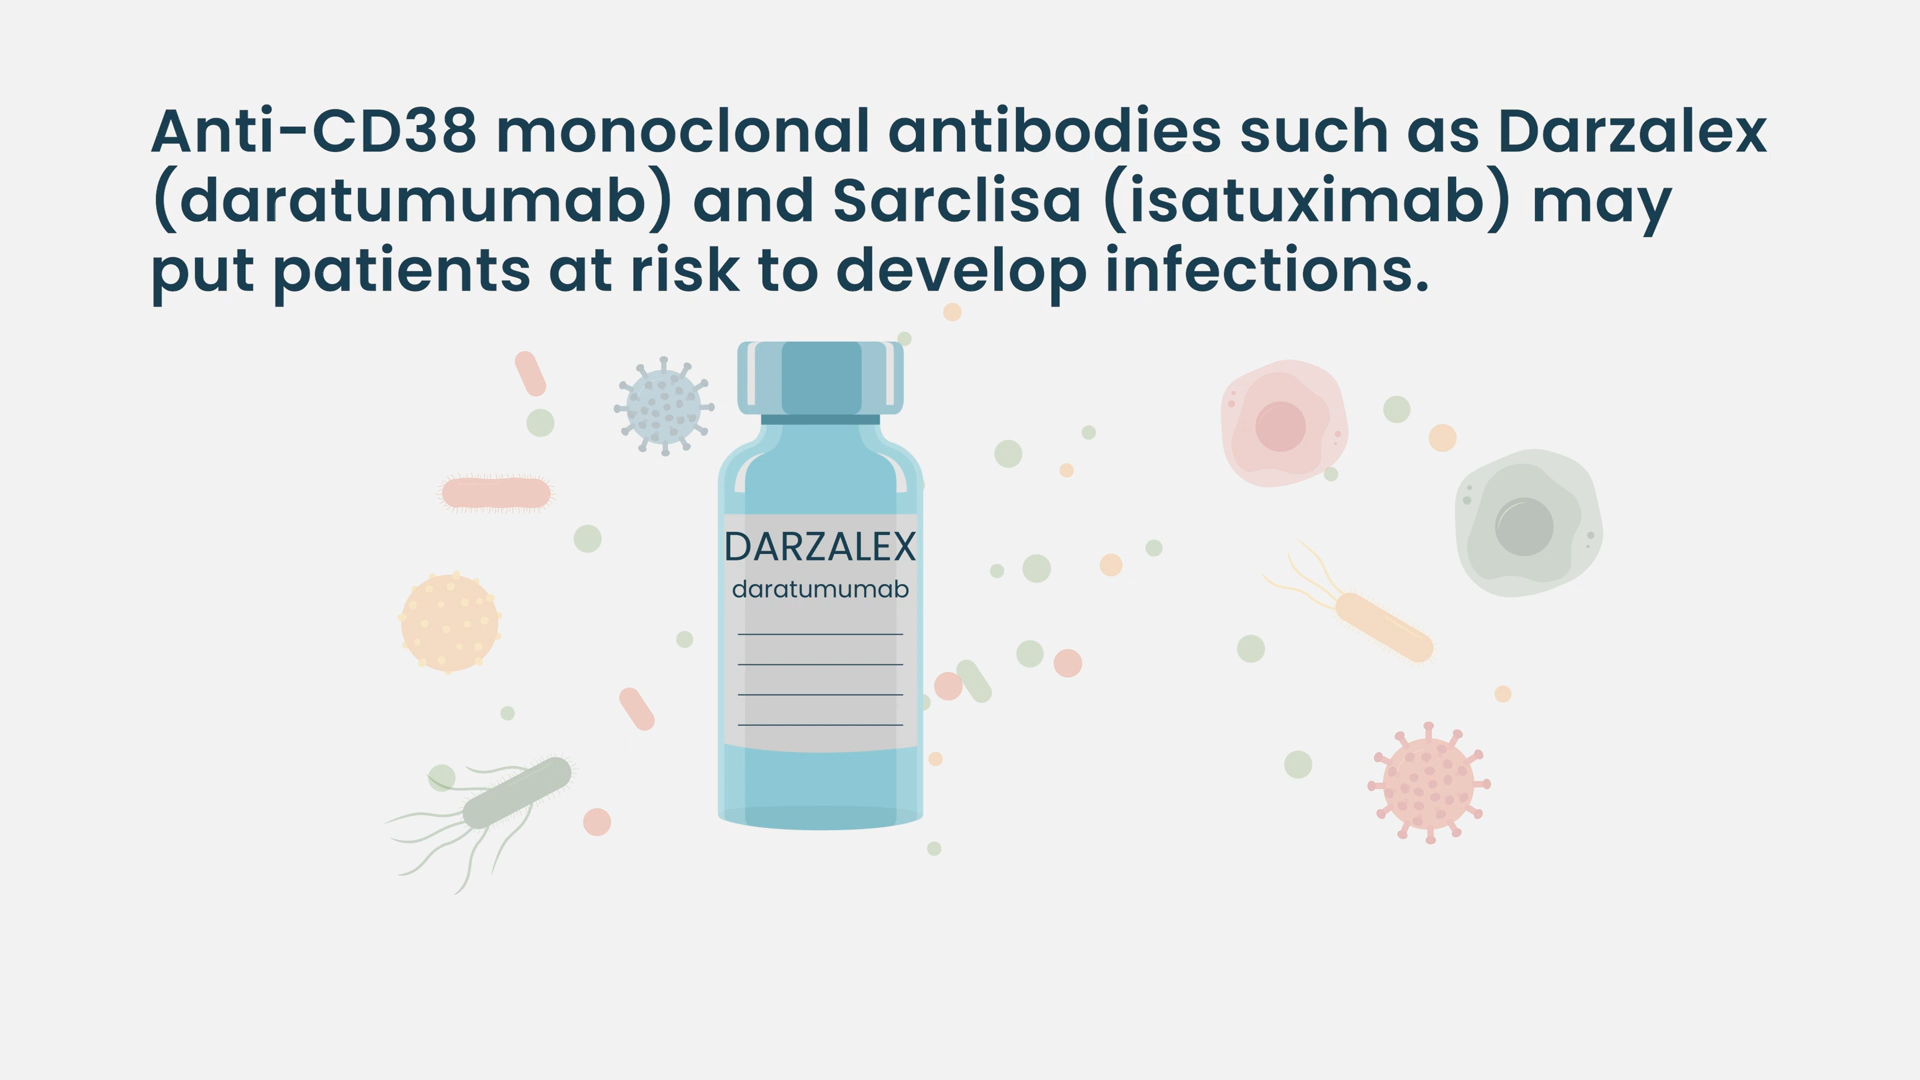 Anti-CD38 monoclonal antibodies such as Darzalex
(daratumumab) and Sarclisa (isatuximab) may
put patients at risk to develop infections.
DARZALEX
daratumumab